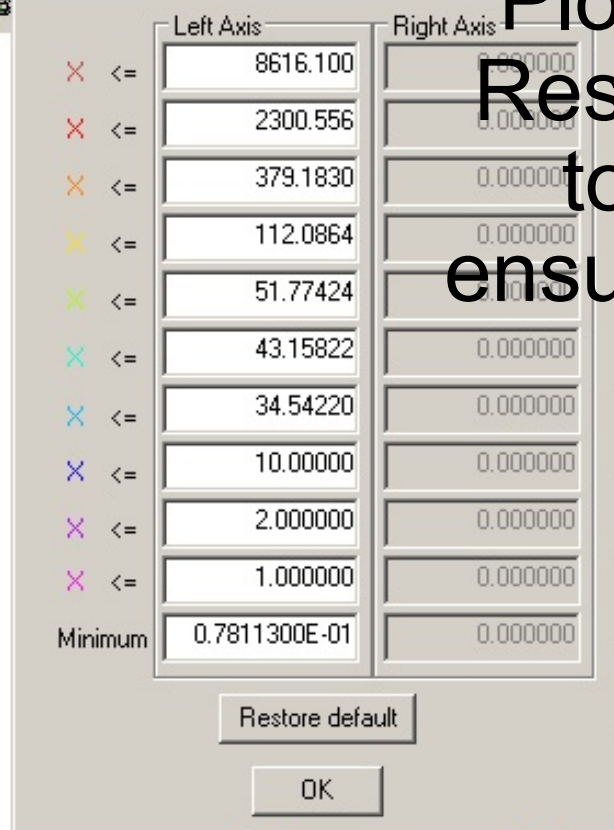 Left Axis Right Axis
<= 8616.100 0.000000
<= 2300.556 0.000000
<= 379.1830 0.000000
<= 112.0864 0.000000
<= 51.77424 0.000000
<= 43.15822 0.000000
<= 34.54220 0.000000
<= 10.00000 0.000000
<= 2.000000 0.000000
<= 1.000000 0.000000
Minimum 0.7811300E-01 0.000000
Restore default
OK
to